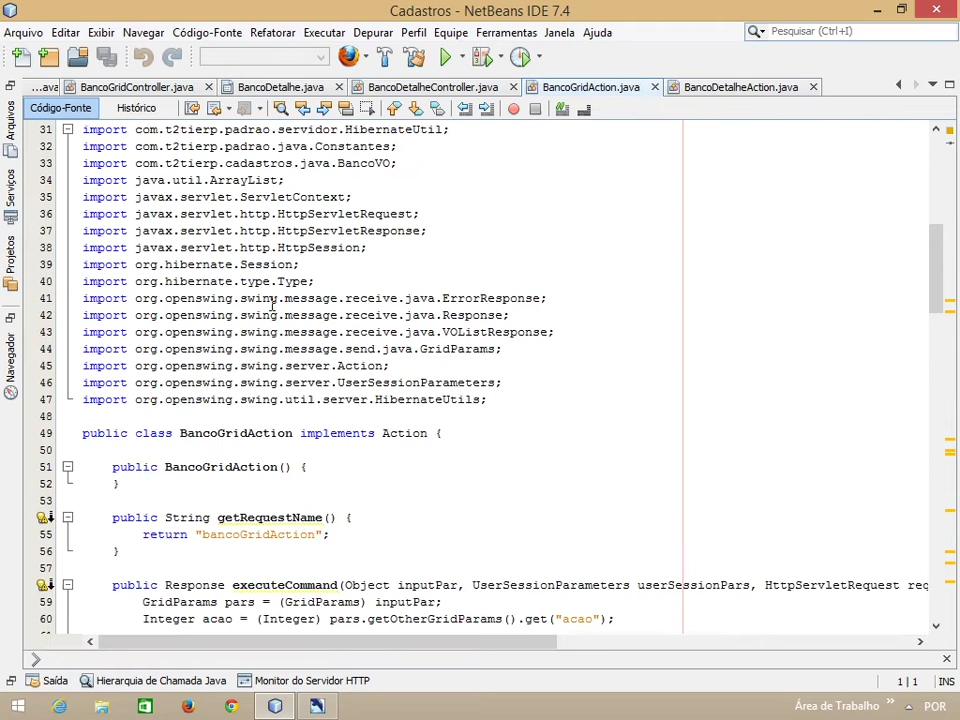 Cadastros - NetBeans IDE 7.4
Arquivo Editar Exibir Navegar Código-Fonte Refatorar Executar Depurar Perfil Equipe Ferramentas Janela Ajuda
Pesquisar (Ctrl+I)
...ava BancoGridController.java BancoDetalhe.java BancoDetalheController.java BancoGridAction.java BancoDetalheAction.java
Código-Fonte Histórico
Arquivos
Serviços
Projetos
Navegador
31 import com.t2tierp.padrao.servidor.HibernateUtil;
32 import com.t2tierp.padrao.java.Constantes;
33 import com.t2tierp.cadastros.java.BancoVO;
34 import java.util.ArrayList;
35 import javax.servlet.ServletContext;
36 import javax.servlet.http.HttpServletRequest;
37 import javax.servlet.http.HttpServletResponse;
38 import javax.servlet.http.HttpSession;
39 import org.hibernate.Session;
40 import org.hibernate.type.Type;
41 import org.openswing.swing.message.receive.java.ErrorResponse;
42 import org.openswing.swing.message.receive.java.Response;
43 import org.openswing.swing.message.receive.java.VOListResponse;
44 import org.openswing.swing.message.send.java.GridParams;
45 import org.openswing.swing.server.Action;
46 import org.openswing.swing.server.UserSessionParameters;
47 import org.openswing.swing.util.server.HibernateUtils;
48
49 public class BancoGridAction implements Action {
50
51 public BancoGridAction() {
52 }
53
public String getRequestName() {
55 return "bancoGridAction";
56 }
57
public Response executeCommand(Object inputPar, UserSessionParameters userSessionPars, HttpServletRequest req
59 GridParams pars = (GridParams) inputPar;
60 Integer acao = (Integer) pars.getOtherGridParams().get("acao");
Saída Hierarquia de Chamada Java Monitor do Servidor HTTP
1 | 1 INS
Área de Trabalho » POR